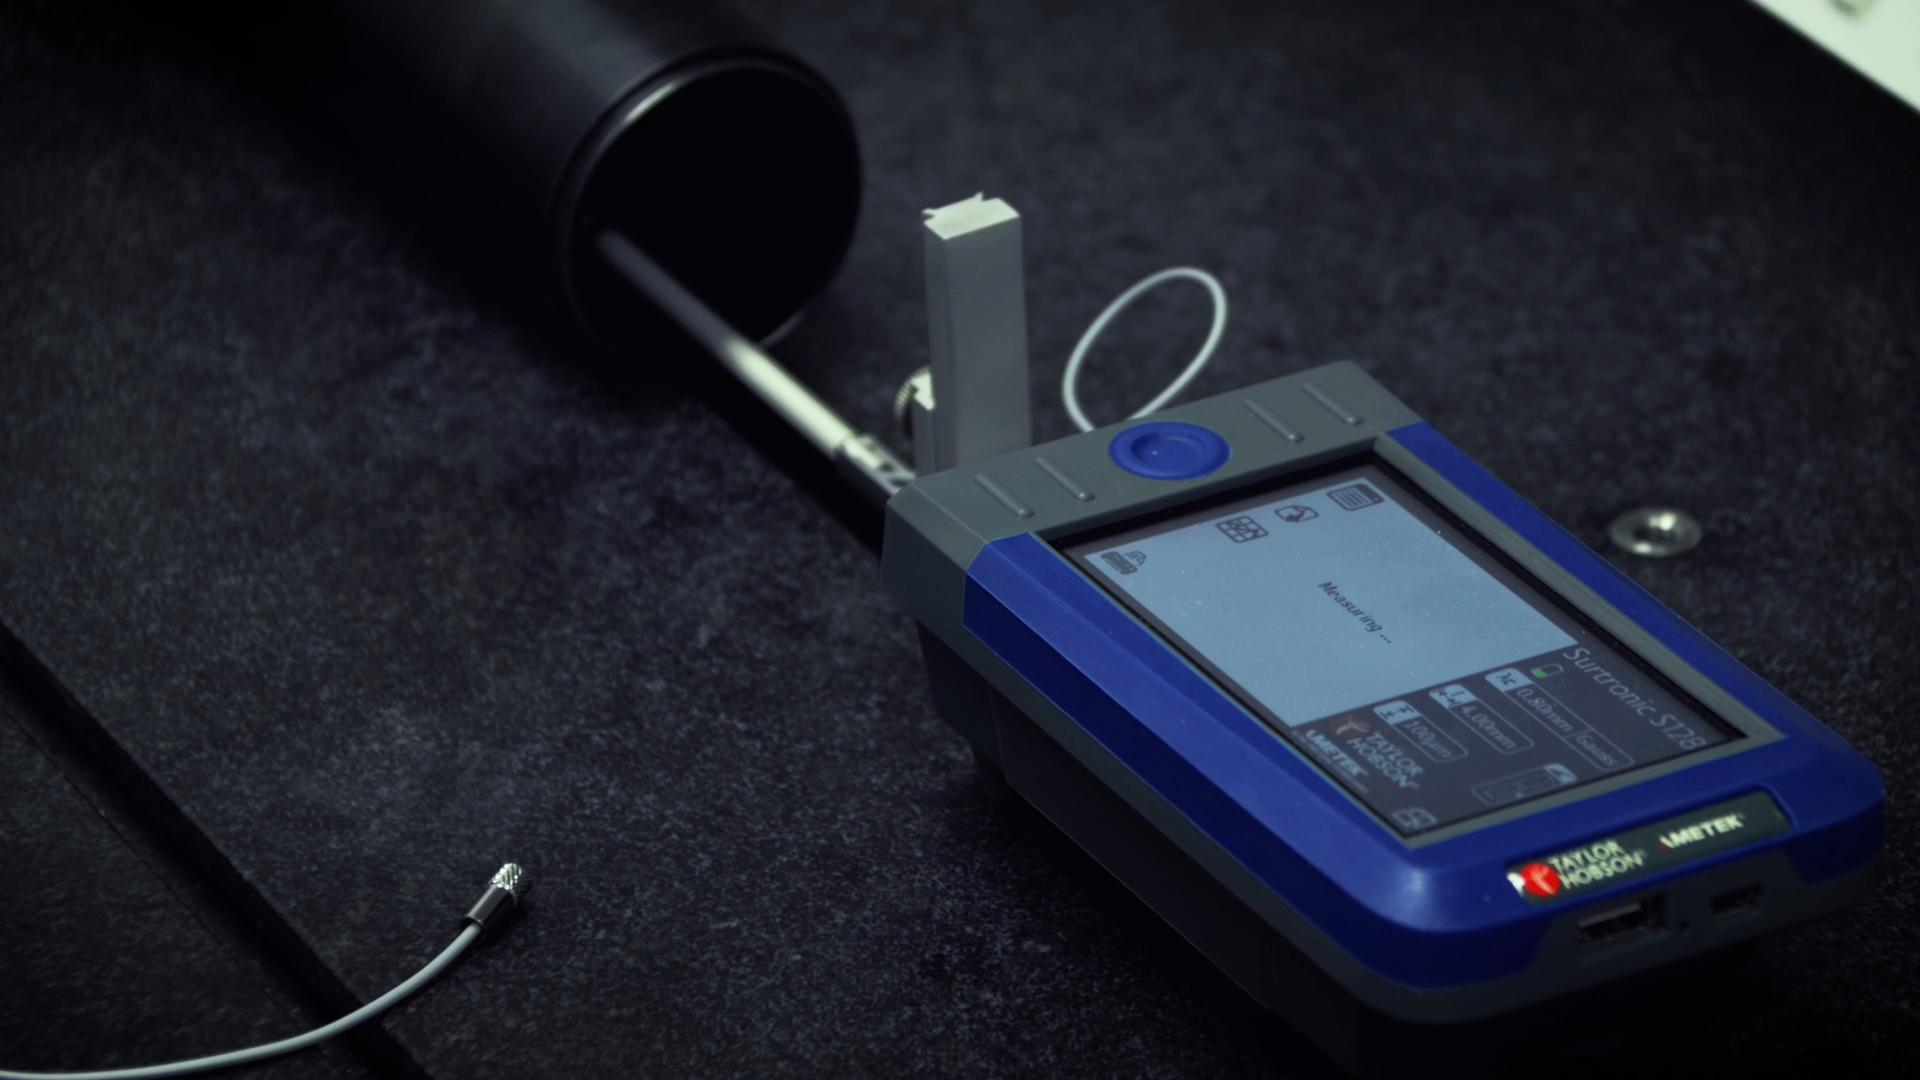 Measuring ...
Surtronic S128
0.80mm Gauss
4.00mm
100µm
TAYLOR
HOBSON
AMETEK
TAYLOR
HOBSON
AMETEK